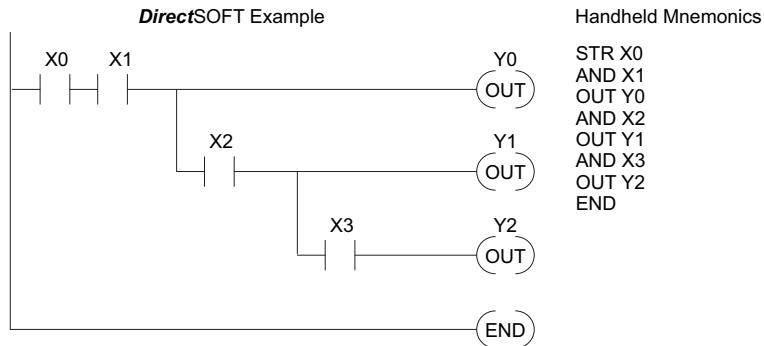 DirectSOFT Example
Handheld Mnemonics
X0 X1 Y0
OUT
X2 Y1
OUT
X3 Y2
OUT
END
STR X0
AND X1
OUT Y0
AND X2
OUT Y1
AND X3
OUT Y2
END